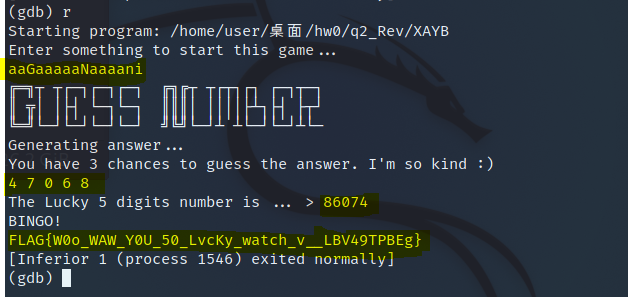 (gdb) r
Starting program: /home/user/桌面/hw0/q2_Rev/XAYB
Enter something to start this game...
aaGaaaaaNaaaani
GUESS NUMBER
Generating answer...
You have 3 chances to guess the answer. I'm so kind :)
4 7 0 6 8
The Lucky 5 digits number is ... > 86074
BINGO!
FLAG{W0o_WAW_Y0U_50_LvcKy_watch_v__LBV49TPBEg}
[Inferior 1 (process 1546) exited normally]
(gdb)